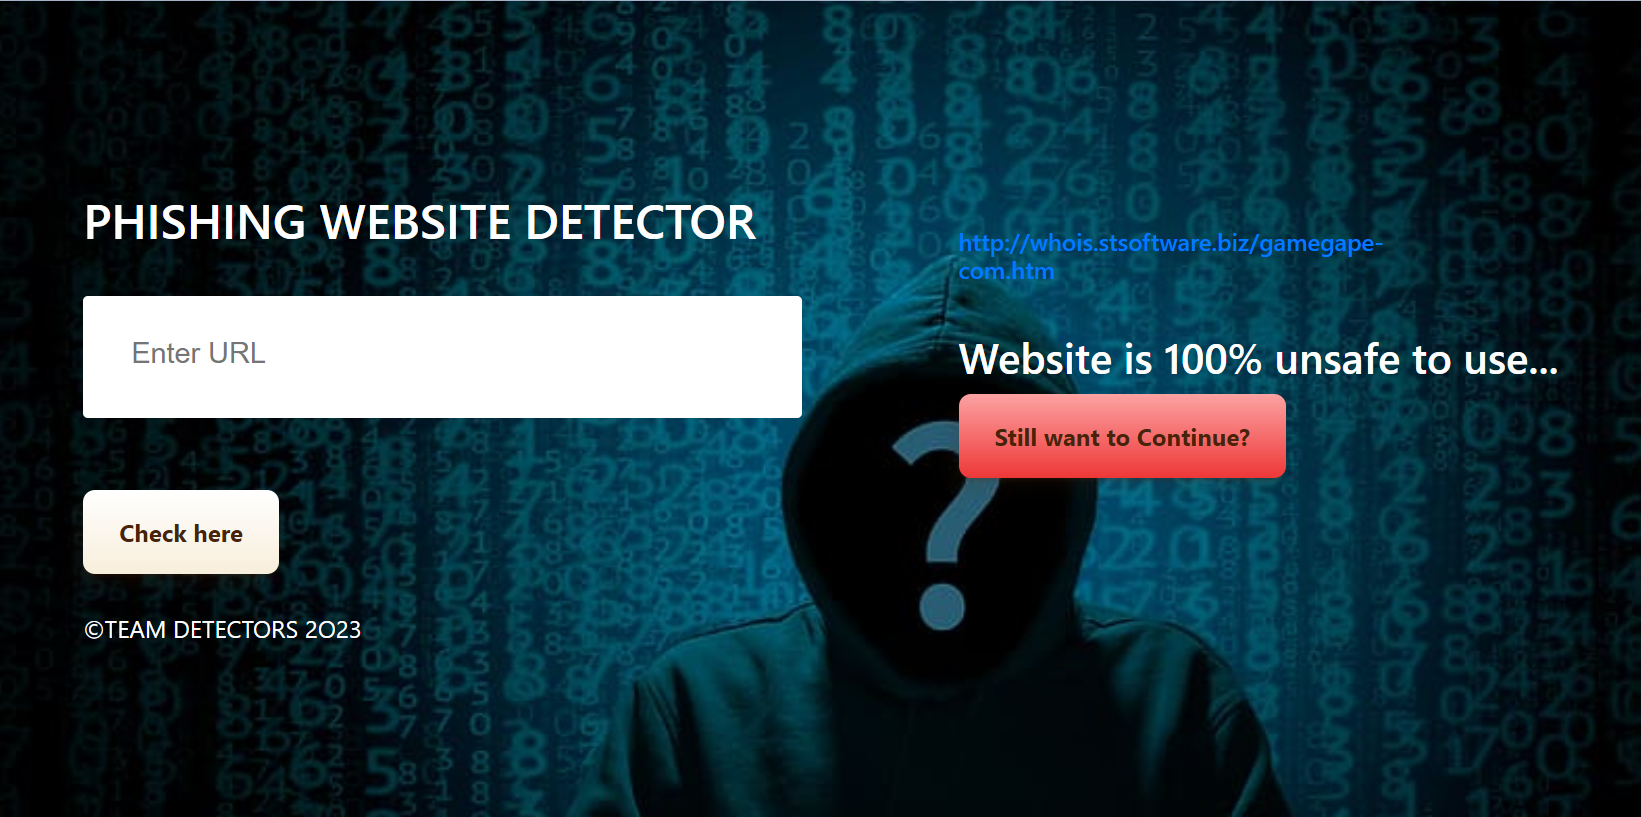 PHISHING WEBSITE DETECTOR
Enter URL
Check here
©TEAM DETECTORS 2O23
http://whois.stsoftware.biz/gamegape-
com.htm
Website is 100% unsafe to use...
Still want to Continue?
?